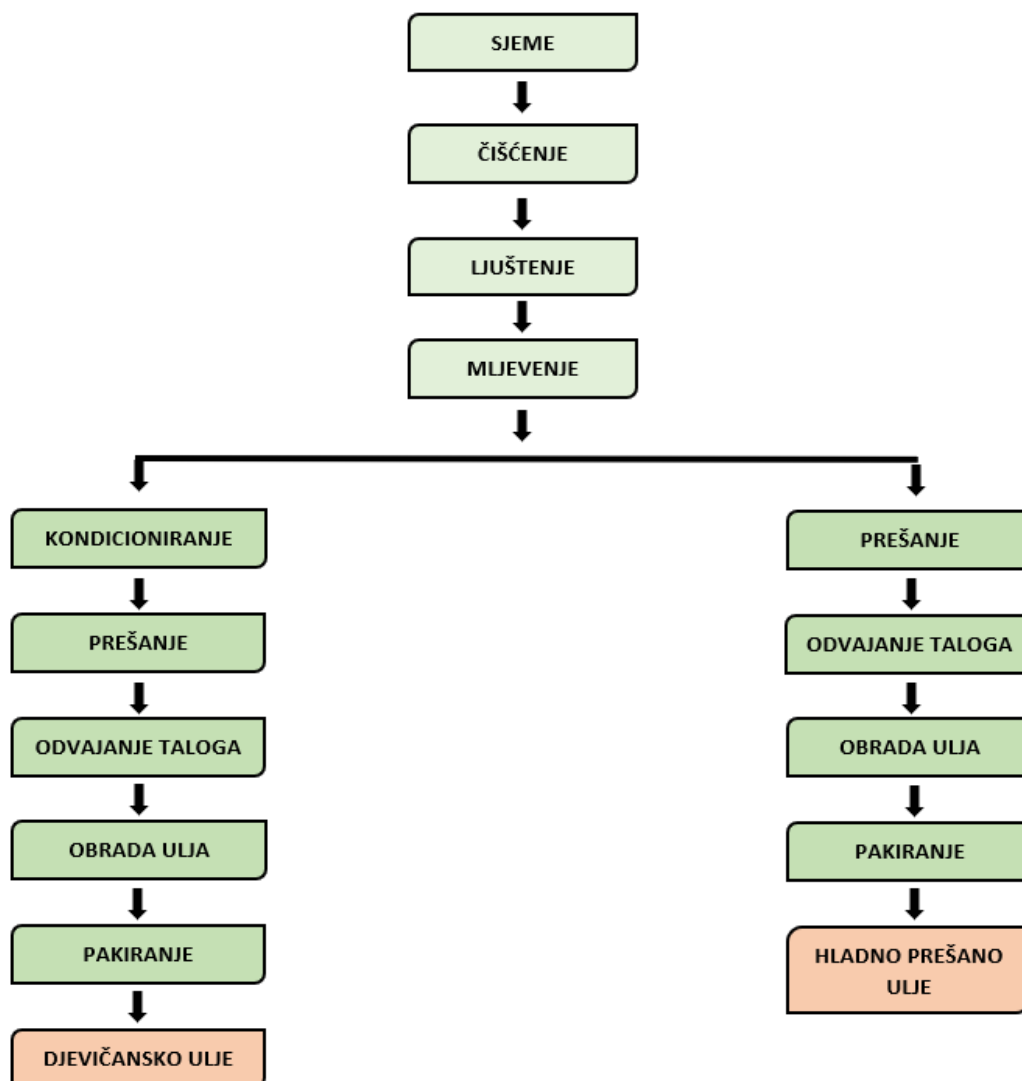 SJEME
ČIŠĆENJE
LJUŠTENJE
MLJEVENJE
KONDICIONIRANJE
PREŠANJE
ODVAJANJE TALOGA
OBRADA ULJA
PAKIRANJE
DJEVIČANSKO ULJE
PREŠANJE
ODVAJANJE TALOGA
OBRADA ULJA
PAKIRANJE
HLADNO PREŠANO
ULJE